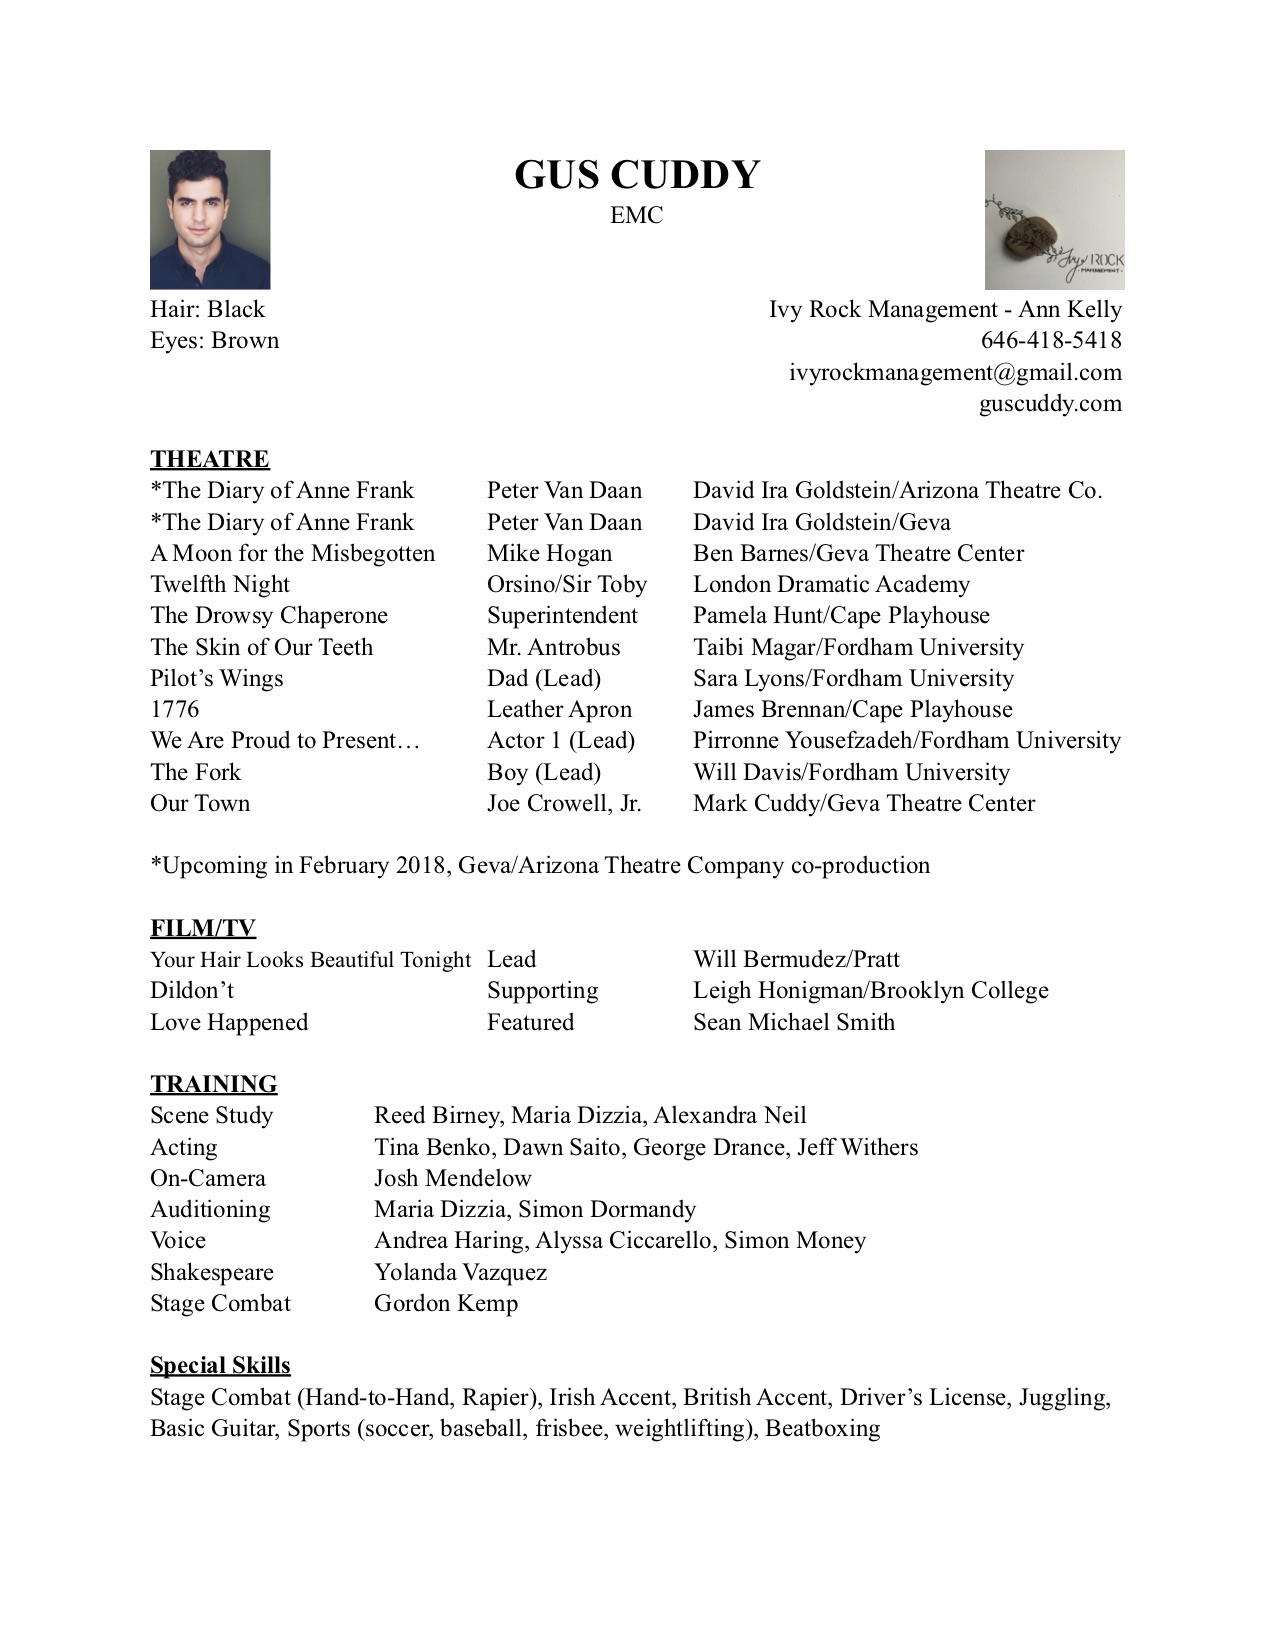 GUS CUDDY
EMC
Ivy ROCK
- MANAGEMENT -
Hair: Black
Ivy Rock Management - Ann Kelly
Eyes: Brown
646-418-5418
ivyrockmanagement@gmail.com
guscuddy.com
THEATRE
*The Diary of Anne Frank Peter Van Daan David Ira Goldstein/Arizona Theatre Co.
*The Diary of Anne Frank Peter Van Daan David Ira Goldstein/Geva
A Moon for the Misbegotten Mike Hogan Ben Barnes/Geva Theatre Center
Twelfth Night Orsino/Sir Toby London Dramatic Academy
The Drowsy Chaperone Superintendent Pamela Hunt/Cape Playhouse
The Skin of Our Teeth Mr. Antrobus Taibi Magar/Fordham University
Pilot’s Wings Dad (Lead) Sara Lyons/Fordham University
1776 Leather Apron James Brennan/Cape Playhouse
We Are Proud to Present… Actor 1 (Lead) Pirronne Yousefzadeh/Fordham University
The Fork Boy (Lead) Will Davis/Fordham University
Our Town Joe Crowell, Jr. Mark Cuddy/Geva Theatre Center
*Upcoming in February 2018, Geva/Arizona Theatre Company co-production
FILM/TV
Your Hair Looks Beautiful Tonight Lead Will Bermudez/Pratt
Dildon’t Supporting Leigh Honigman/Brooklyn College
Love Happened Featured Sean Michael Smith
TRAINING
Scene Study Reed Birney, Maria Dizzia, Alexandra Neil
Acting Tina Benko, Dawn Saito, George Drance, Jeff Withers
On-Camera Josh Mendelow
Auditioning Maria Dizzia, Simon Dormandy
Voice Andrea Haring, Alyssa Ciccarello, Simon Money
Shakespeare Yolanda Vazquez
Stage Combat Gordon Kemp
Special Skills
Stage Combat (Hand-to-Hand, Rapier), Irish Accent, British Accent, Driver’s License, Juggling,
Basic Guitar, Sports (soccer, baseball, frisbee, weightlifting), Beatboxing